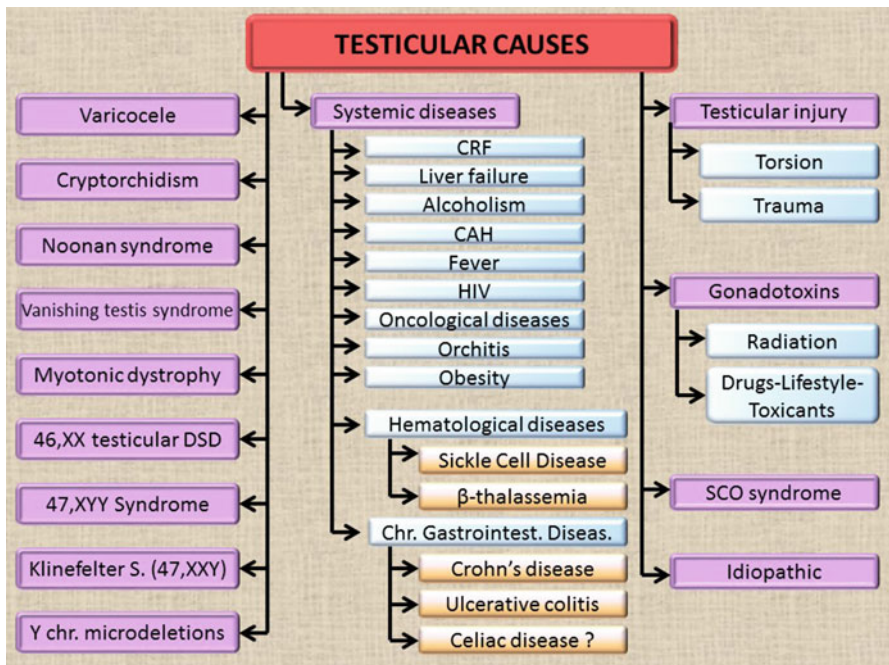 TESTICULAR CAUSES
Varicocele
Cryptorchidism
Noonan syndrome
Vanishing testis syndrome
Myotonic dystrophy
46,XX testicular DSD
47,XYY Syndrome
Klinefelter S. (47,XXY)
Y chr. microdeletions
Systemic diseases
CRF
Liver failure
Alcoholism
CAH
Fever
HIV
Oncological diseases
Orchitis
Obesity
Hematological diseases
Sickle Cell Disease
β-thalassemia
Chr. Gastrointest. Diseas.
Crohn’s disease
Ulcerative colitis
Celiac disease ?
Testicular injury
Torsion
Trauma
Gonadotoxins
Radiation
Drugs-Lifestyle-
Toxicants
SCO syndrome
Idiopathic